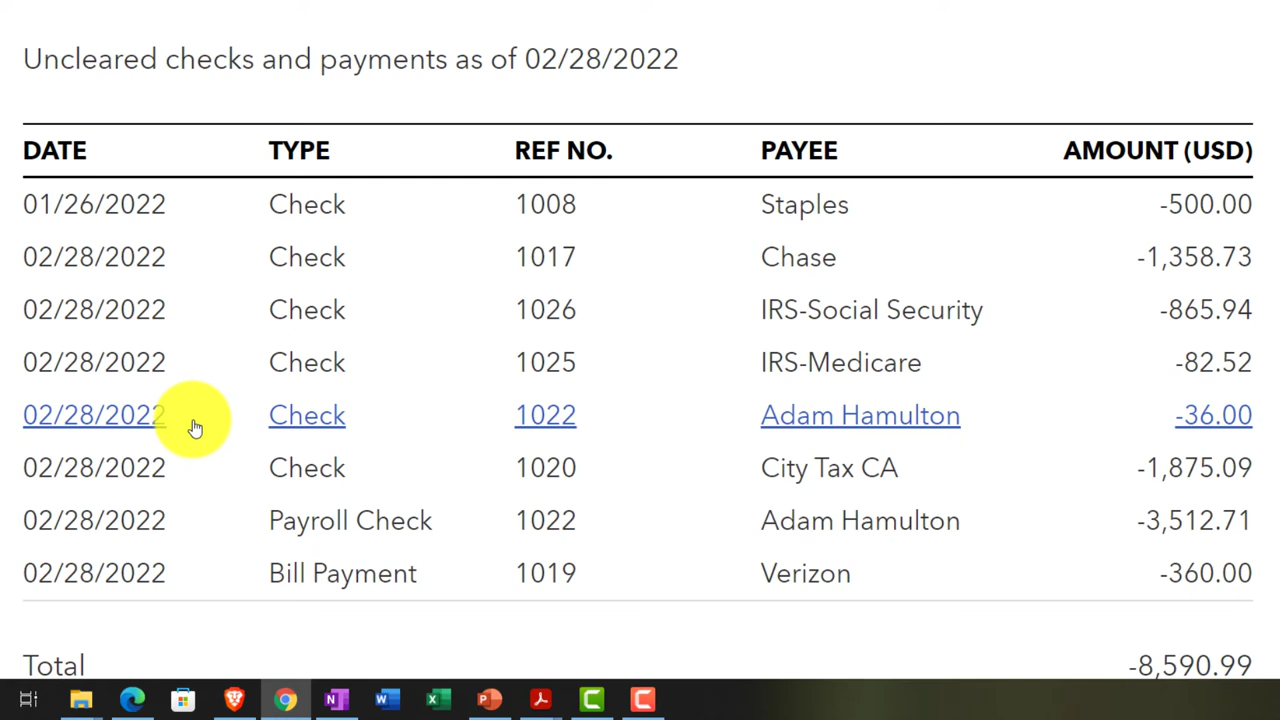 Uncleared checks and payments as of 02/28/2022
DATE TYPE REF NO. PAYEE AMOUNT (USD)
01/26/2022 Check 1008 Staples -500.00
02/28/2022 Check 1017 Chase -1,358.73
02/28/2022 Check 1026 IRS-Social Security -865.94
02/28/2022 Check 1025 IRS-Medicare -82.52
02/28/2022 Check 1022 Adam Hamulton -36.00
02/28/2022 Check 1020 City Tax CA -1,875.09
02/28/2022 Payroll Check 1022 Adam Hamulton -3,512.71
02/28/2022 Bill Payment 1019 Verizon -360.00
Total -8,590.99